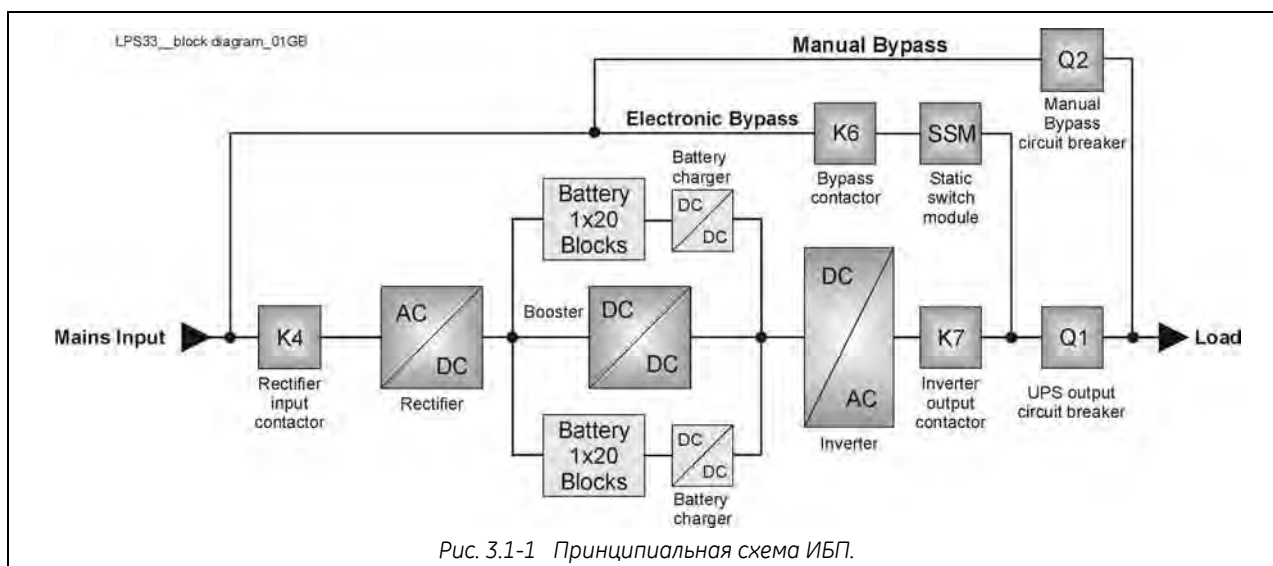 LPS33__block diagram_01GB
Manual Bypass
Q2
Manual
Bypass
circuit breaker
Electronic Bypass
K6
Bypass
contactor
SSM
Static
switch
module
Battery
charger
Battery
1x20
Blocks
DC
DC
Mains Input
K4
Rectifier
input
contactor
AC
DC
Rectifier
Booster
DC
DC
DC
AC
Inverter
K7
Inverter
output
contactor
Q1
UPS output
circuit breaker
Load
Battery
1x20
Blocks
DC
DC
Battery
charger
Рис. 3.1-1 Принципиальная схема ИБП.